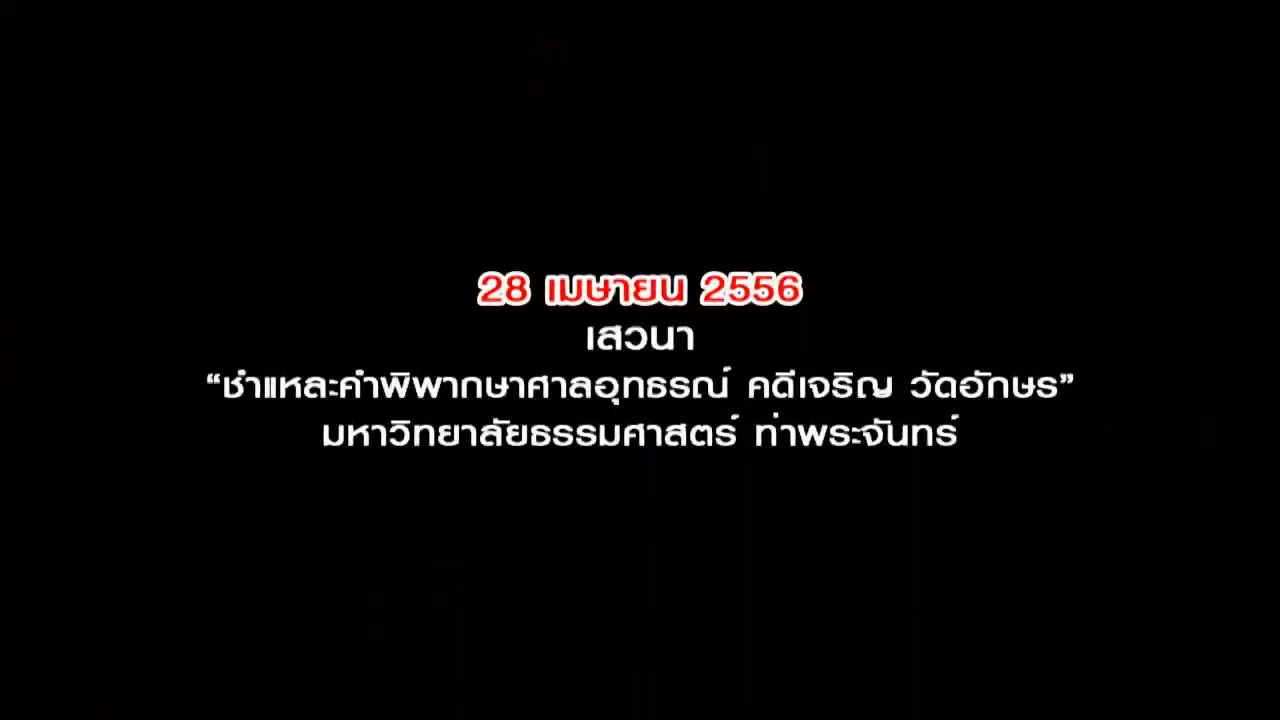 28 เมษายน 2556
เสวนา
“ชำแหละคำพิพากษาศาลอุทธรณ์ คดีเจริญ วัดอักษร”
มหาวิทยาลัยธรรมศาสตร์ ท่าพระจันทร์